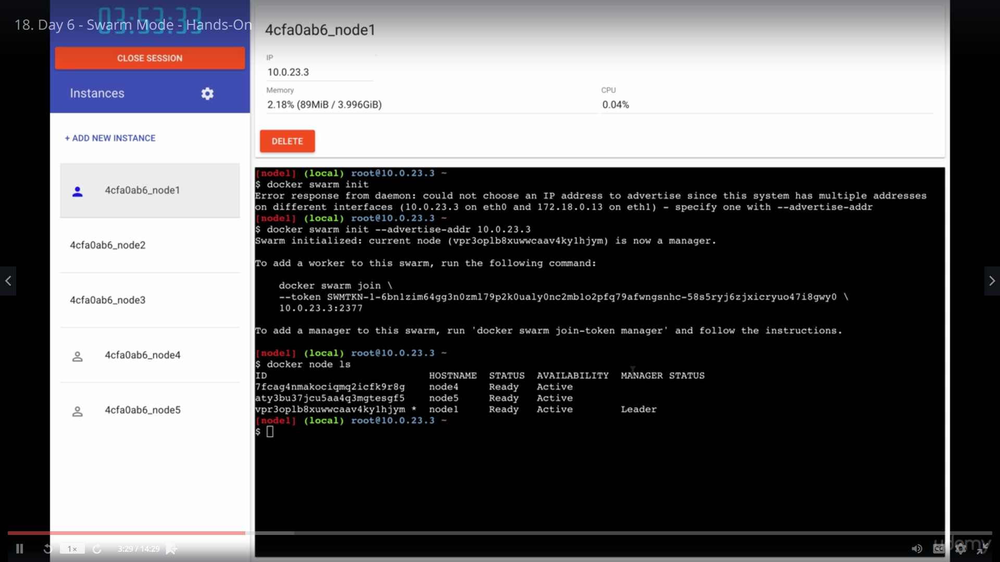 03:53:33
18. Day 6 - Swarm Mode - Hands-On
CLOSE SESSION
Instances
+ ADD NEW INSTANCE
4cfa0ab6_node1
4cfa0ab6_node2
4cfa0ab6_node3
4cfa0ab6_node4
4cfa0ab6_node5
4cfa0ab6_node1
IP
10.0.23.3
Memory
2.18% (89MiB / 3.996GiB)
CPU
0.04%
DELETE
[node1] (local) root@10.0.23.3 ~
$ docker swarm init
Error response from daemon: could not choose an IP address to advertise since this system has multiple addresses
on different interfaces (10.0.23.3 on eth0 and 172.18.0.13 on eth1) - specify one with --advertise-addr
[node1] (local) root@10.0.23.3 ~
$ docker swarm init --advertise-addr 10.0.23.3
Swarm initialized: current node (vpr3oplb8xuwwcaav4ky1hjym) is now a manager.
To add a worker to this swarm, run the following command:
docker swarm join \
--token SWMTKN-1-6bn1zim64gg3n0zml79p2k0ualy0nc2mb1o2pfq79afwngsnhc-58s5ryj6zjxicryuo47i8gwy0 \
10.0.23.3:2377
To add a manager to this swarm, run 'docker swarm join-token manager' and follow the instructions.
[node1] (local) root@10.0.23.3 ~
$ docker node ls
ID HOSTNAME STATUS AVAILABILITY MANAGER STATUS
7fcag4nmakociqmq2icfk9r8g node4 Ready Active
aty3bu37jcu5aa4q3mgtesgf5 node5 Ready Active
vpr3oplb8xuwwcaav4ky1hjym * node1 Ready Active Leader
[node1] (local) root@10.0.23.3 ~
$
1×
3:29 / 14:29
CC
udemy